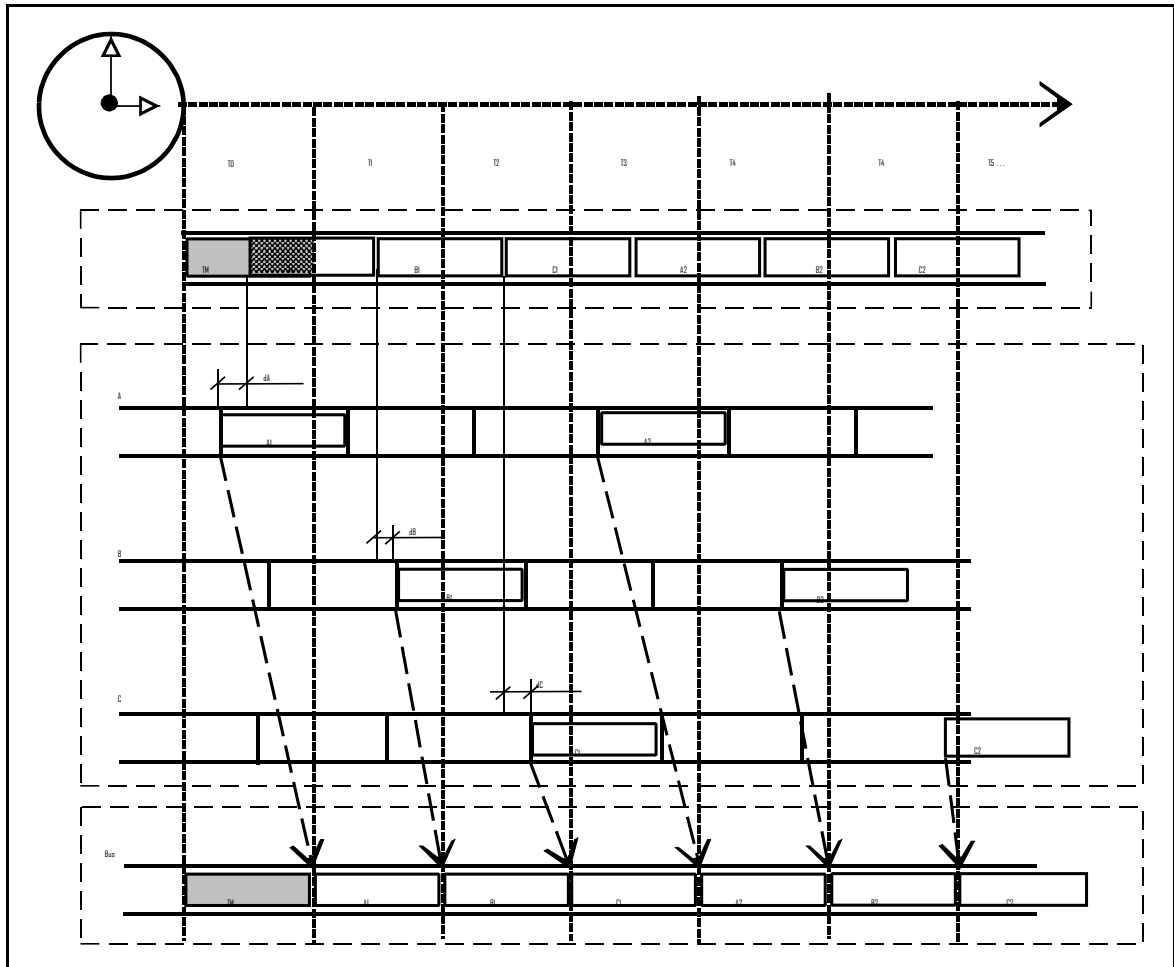 T0 T1 T2 T3 T4 T4 T5 ...
TM B1 C1 A2 B2 C2
dA
A
A1 A2
dB
B
B1 B2
dC
C
C1 C2
Bus
TM A1 B1 C1 A2 B2 C2